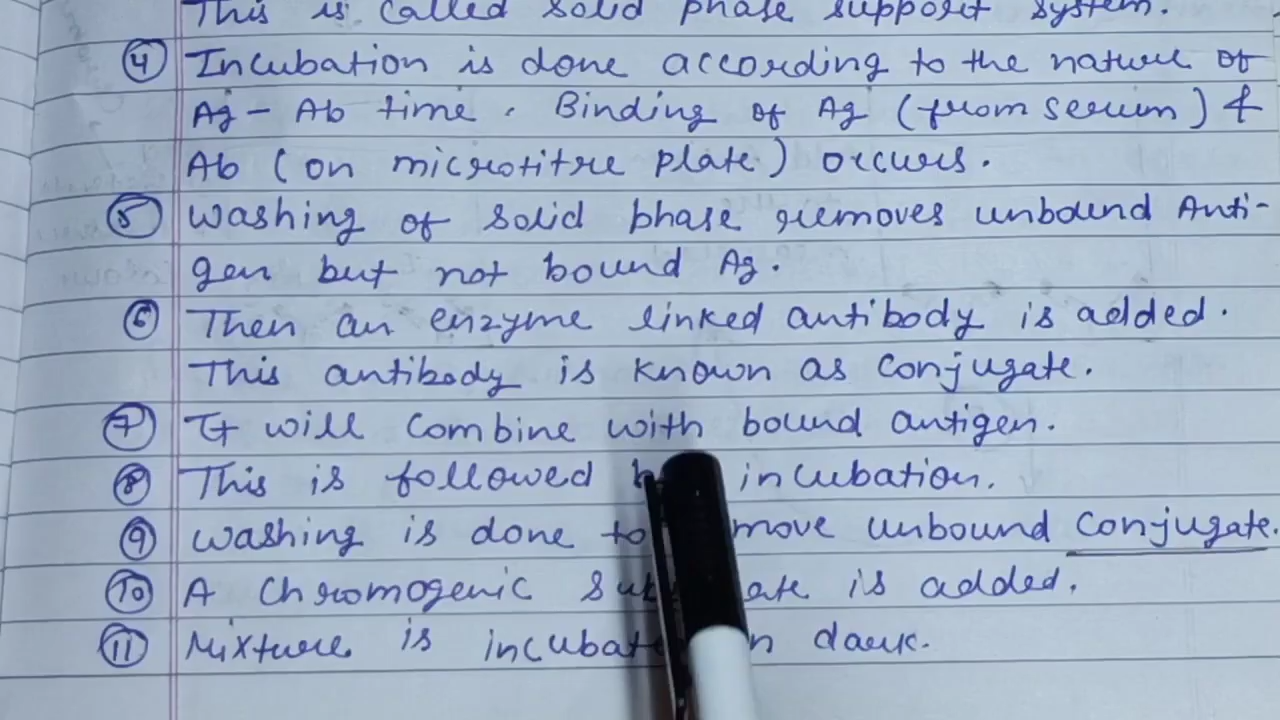 This is called solid phase support system.
④ Incubation is done according to the nature of
Ag - Ab time. Binding of Ag (from serum) &
Ab (on microtitre plate) occurs.
⑤ Washing of solid phase removes unbound Anti-
gen but not bound Ag.
⑥ Then an enzyme linked antibody is added.
This antibody is known as conjugate.
⑦ It will combine with bound antigen.
⑧ This is followed incubation.
⑨ Washing is done to move unbound conjugate.
⑩ A Chromogenic is added.
⑪ Mixture is dark.